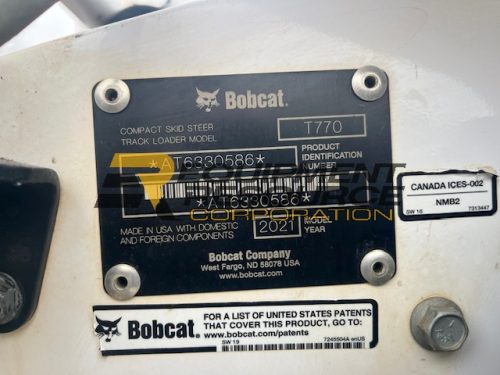 Bobcat.
COMPACT SKID STEER
TRACK LOADER MODEL
T770
*AT6330586*
PRODUCT
IDENTIFICATION
NUMBER
EQUIPMENT
RESOURCE
CORPORATION
*AT6330586*
MADE IN USA WITH DOMESTIC
AND FOREIGN COMPONENTS
2021
MODEL
YEAR
Bobcat Company
West Fargo, ND 58078 USA
www.bobcat.com
CANADA ICES-002
NMB2
SW 15
7313447
Bobcat.
FOR A LIST OF UNITED STATES PATENTS
THAT COVER THIS PRODUCT, GO TO:
www.bobcat.com/patents
SW 19
7245504A enUS